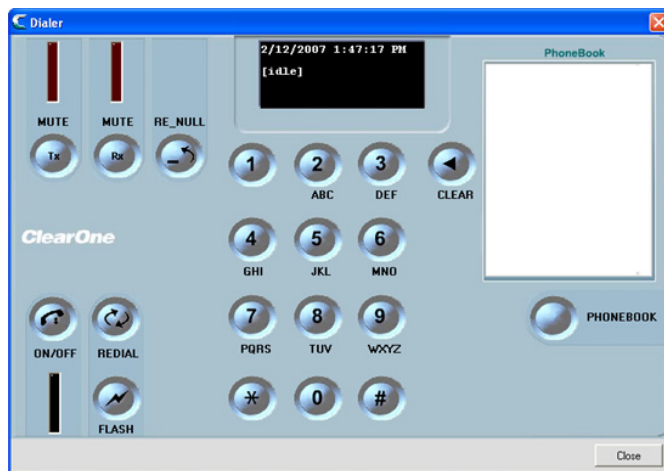 Dialer
2/12/2007 1:47:17 PM
[idle]
PhoneBook
MUTE MUTE RE_NULL
Tx Rx
1 2 3
ABC DEF CLEAR
ClearOne
4 5 6
GHI JKL MNO
7 8 9
PHONEBOOK
ON/OFF REDIAL PQRS TUV WXYZ
* 0 #
FLASH
Close